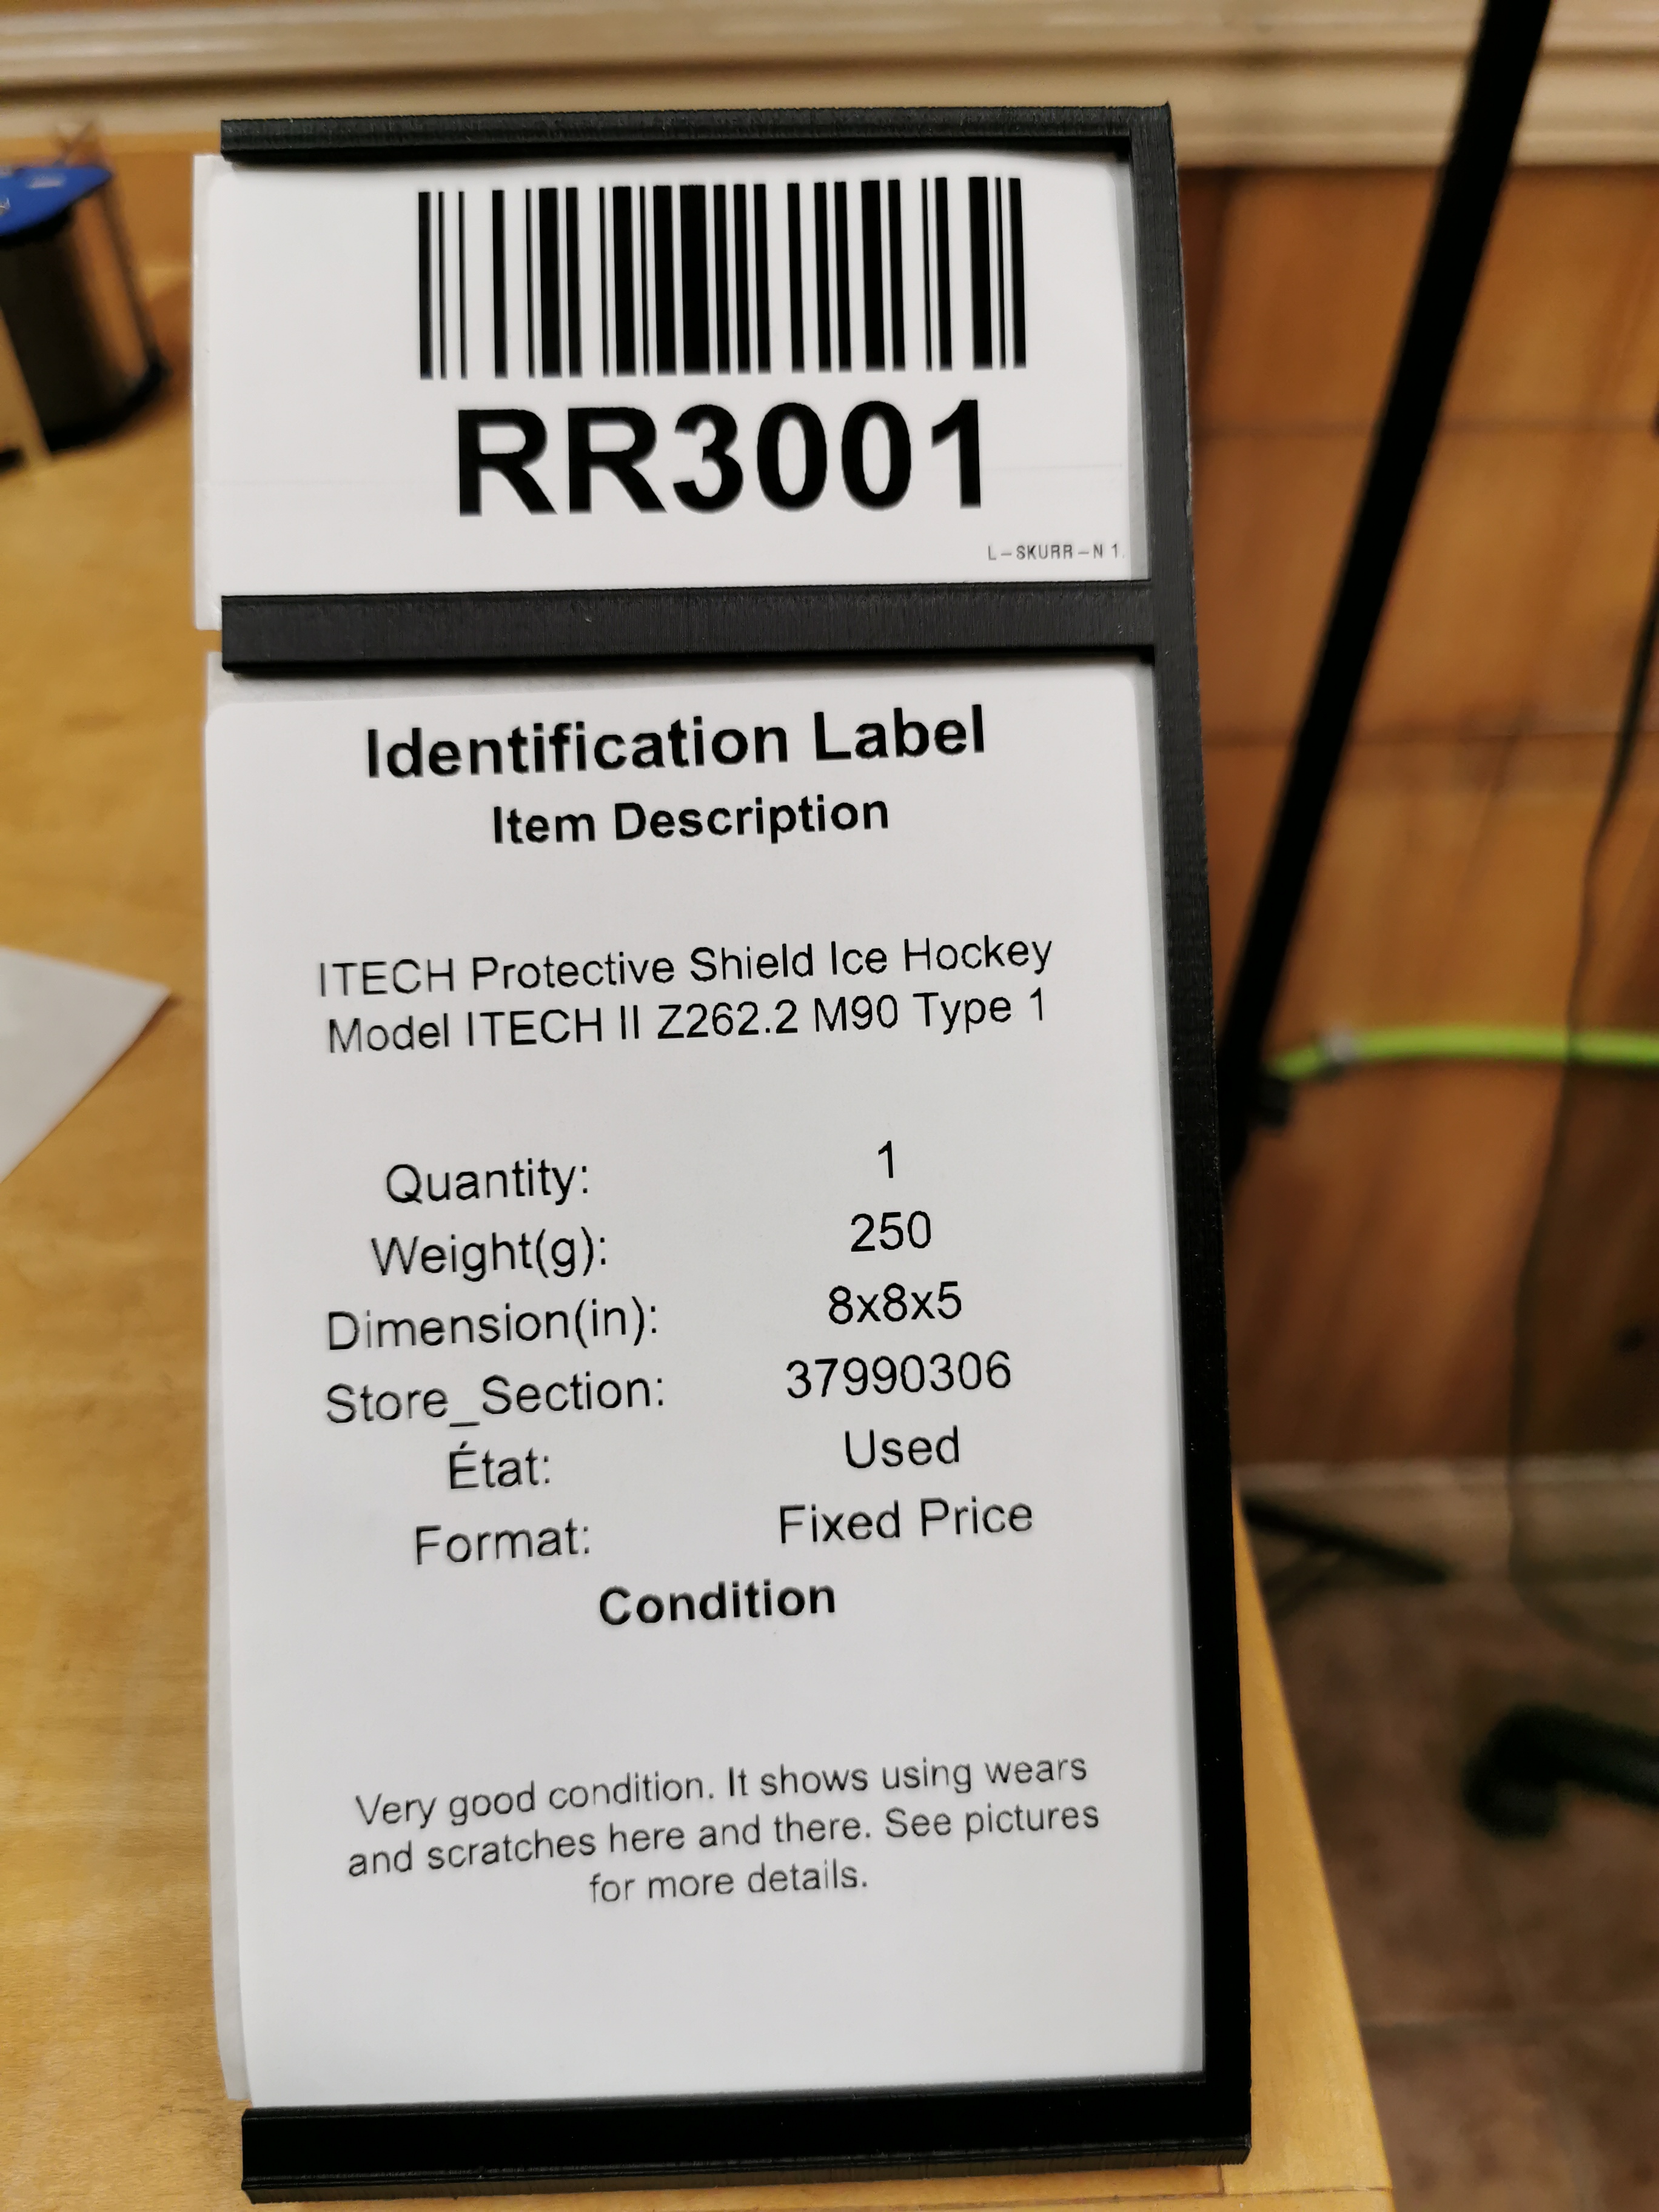 RR3001
L-SKURR-N 1.
Identification Label
Item Description
ITECH Protective Shield Ice Hockey
Model ITECH II Z262.2 M90 Type 1
Quantity: 1
Weight(g): 250
Dimension(in): 8x8x5
Store_Section: 37990306
État: Used
Format: Fixed Price
Condition
Very good condition. It shows using wears
and scratches here and there. See pictures
for more details.